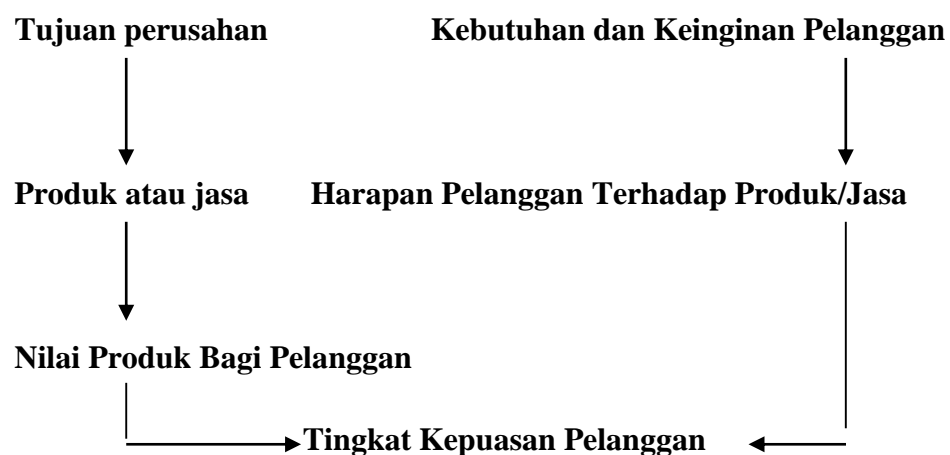 Tujuan perusahan
Kebutuhan dan Keinginan Pelanggan
Produk atau jasa
Harapan Pelanggan Terhadap Produk/Jasa
Nilai Produk Bagi Pelanggan
Tingkat Kepuasan Pelanggan